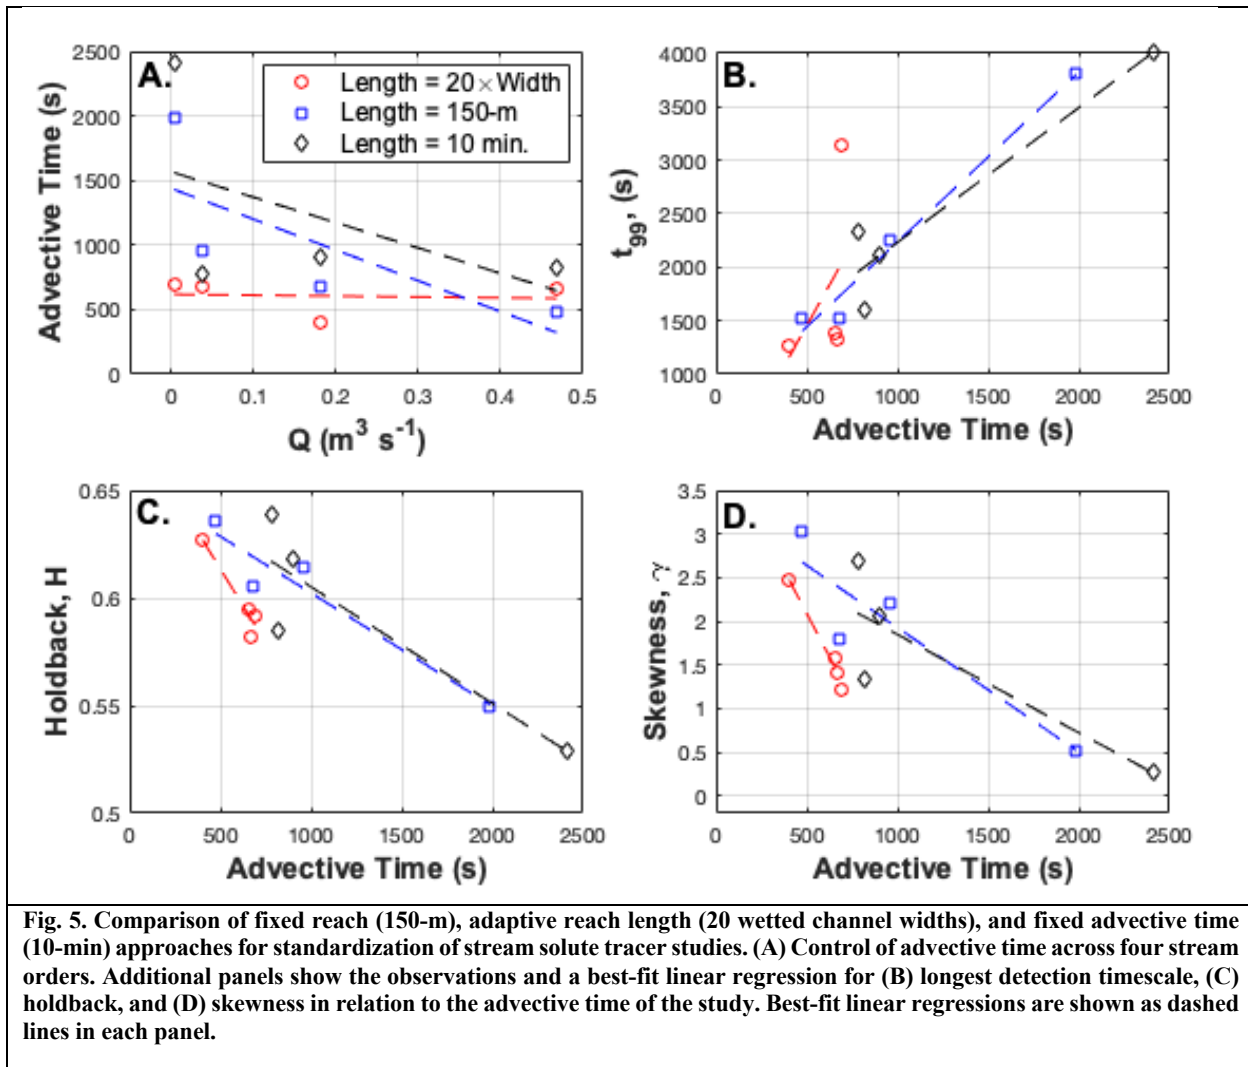 A.
Length = 20×Width
Length = 150-m
Length = 10 min.
2500
2000
1500
1000
500
0
Advective Time (s)
0
0.1
0.2
0.3
0.4
0.5
Q (m³ s⁻¹)
B.
4000
3500
3000
2500
2000
1500
1000
t₉₉, (s)
500
1000
1500
2000
2500
Advective Time (s)
C.
0.65
0.6
0.55
0.5
Holdback, H
0
500
1000
1500
2000
2500
Advective Time (s)
D.
3.5
3
2.5
2
1.5
1
0.5
0
Skewness, γ
0
500
1000
1500
2000
2500
Advective Time (s)
Fig. 5. Comparison of fixed reach (150-m), adaptive reach length (20 wetted channel widths), and fixed advective time
(10-min) approaches for standardization of stream solute tracer studies. (A) Control of advective time across four stream
orders. Additional panels show the observations and a best-fit linear regression for (B) longest detection timescale, (C)
holdback, and (D) skewness in relation to the advective time of the study. Best-fit linear regressions are shown as dashed
lines in each panel.